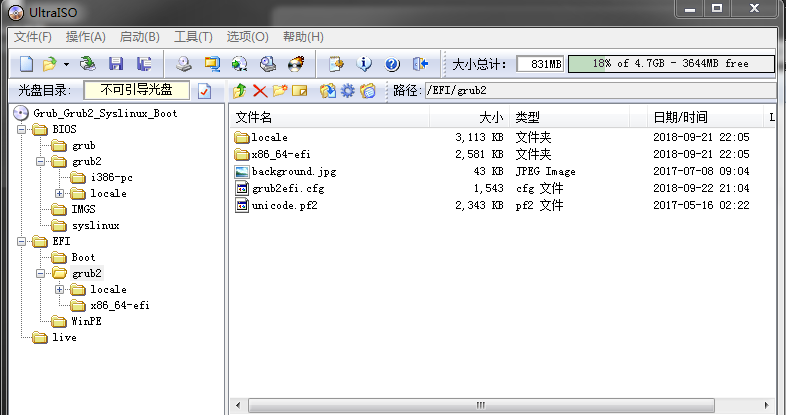 UltraISO
文件(F) 操作(A) 启动(B) 工具(T) 选项(O) 帮助(H)
大小总计: 831MB 18% of 4.7GB - 3644MB free
光盘目录: 不可引导光盘 路径: /EFI/grub2
Grub_Grub2_Syslinux_Boot
BIOS
grub
grub2
i386-pc
locale
IMGS
syslinux
EFI
Boot
grub2
locale
x86_64-efi
WinPE
live
文件名 大小 类型 日期/时间 L
locale 3,113 KB 文件夹 2018-09-21 22:05
x86_64-efi 2,581 KB 文件夹 2018-09-21 22:05
background.jpg 43 KB JPEG Image 2017-07-08 09:04
grub2efi.cfg 1,543 cfg 文件 2018-09-22 21:04
unicode.pf2 2,343 KB pf2 文件 2017-05-16 02:22